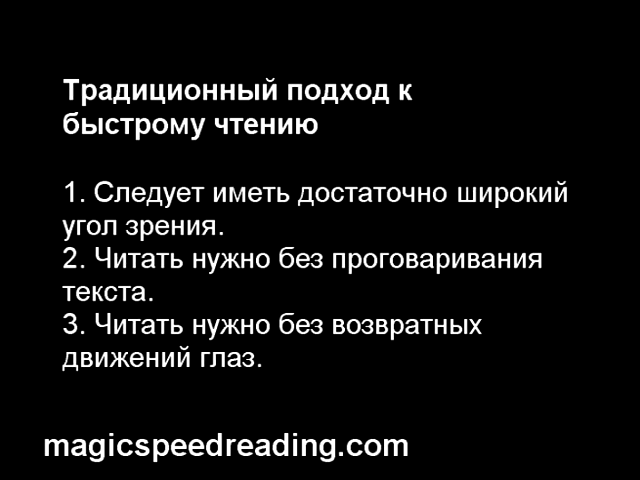 Традиционный подход к
быстрому чтению
1. Следует иметь достаточно широкий
угол зрения.
2. Читать нужно без проговаривания
текста.
3. Читать нужно без возвратных
движений глаз.
magicspeedreading.com